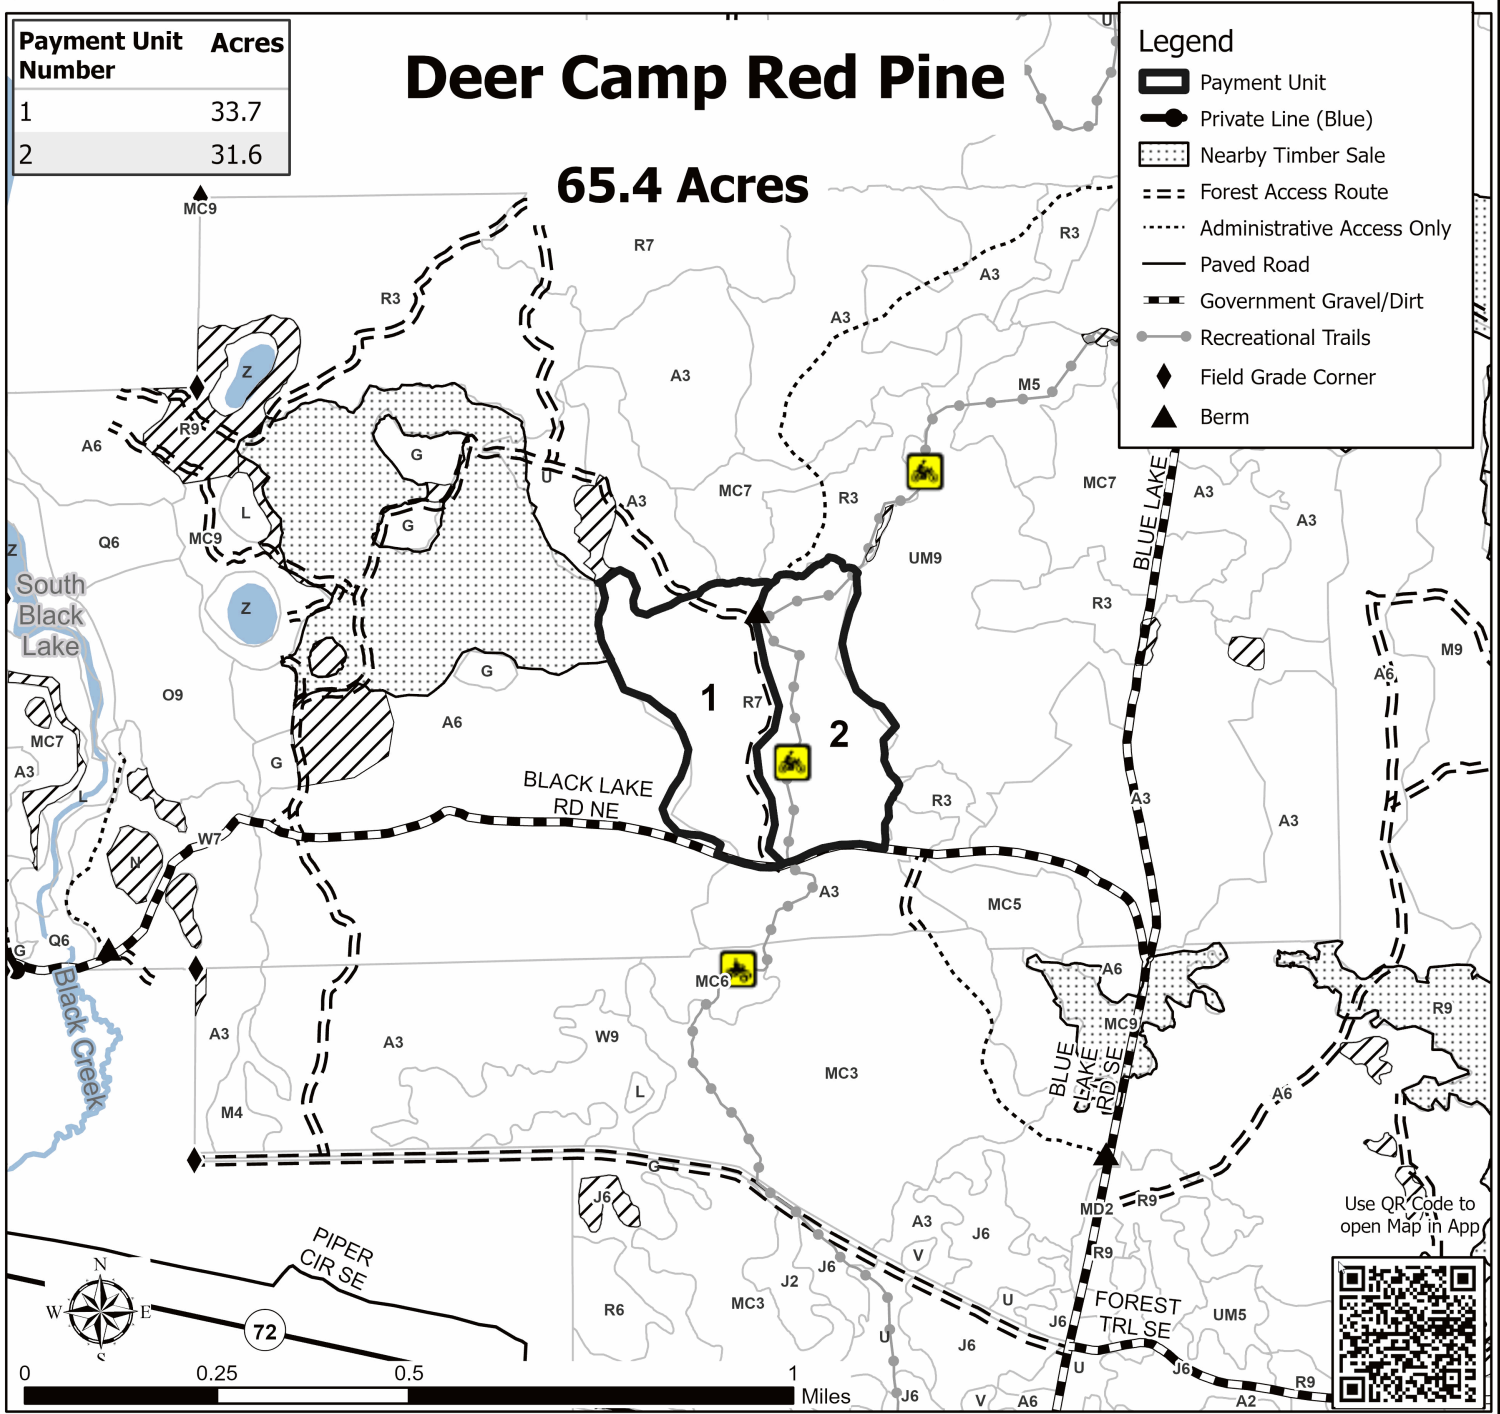 Payment Unit Number Acres
1 33.7
2 31.6
Deer Camp Red Pine
65.4 Acres
Legend
Payment Unit
Private Line (Blue)
Nearby Timber Sale
Forest Access Route
Administrative Access Only
Paved Road
Government Gravel/Dirt
Recreational Trails
Field Grade Corner
Berm
U
MC9
R7
R3
A3
R3
A3
Z
A3
M5
R9
A6
G
U
A3
MC7
R3
MC7
A3
A3
L
G
Q6
MC9
UM9
BLUE LAKE
Z
South
Black
Lake
Z
R3
M9
A6
G
O9
1
R7
2
A6
MC7
A3
G
L
BLACK LAKE
RD NE
R3
A3
A3
W7
N
A3
MC5
Q6
G
MC6
A6
R9
Black Creek
A3
A3
W9
MC3
MC9
BLUE
LAKE
RD SE
L
M4
A6
G
J6
R9
MD2
A3
J6
V
R9
Use QR Code to
open Map in App
PIPER
CIR SE
N
W E
S
72
J6
J2
MC3
R6
U
U
J6
J6
FOREST
TRL SE
UM5
U
J6
R9
J6
V
A6
A2
0 0.25 0.5 1
Miles